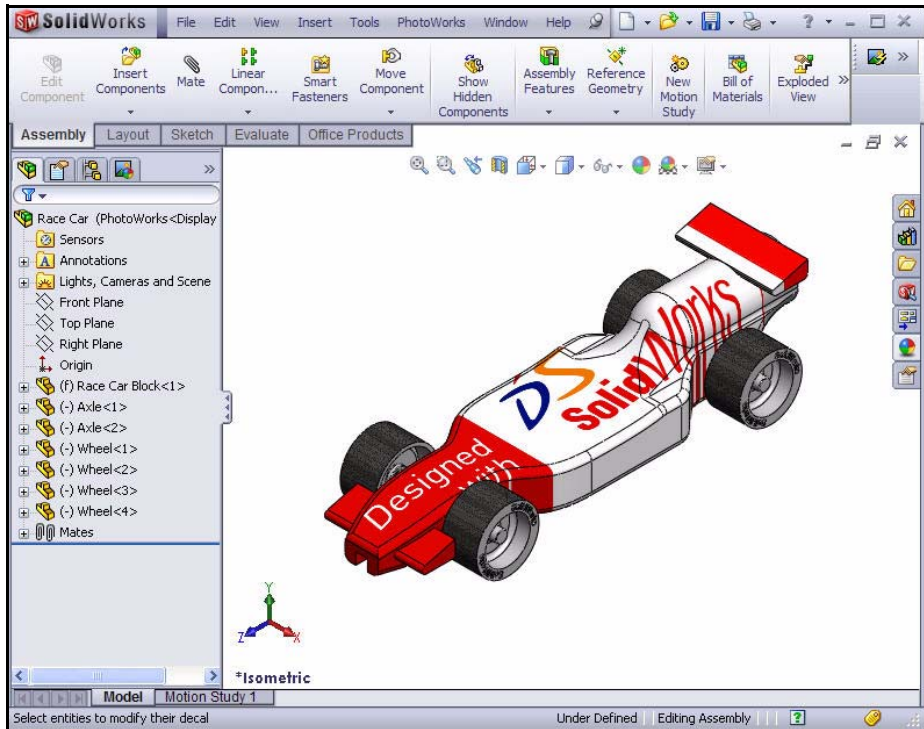 SolidWorks File Edit View Insert Tools PhotoWorks Window Help
Edit Component
Insert Components
Mate
Linear Compon...
Smart Fasteners
Move Component
Show Hidden Components
Assembly Features
Reference Geometry
New Motion Study
Bill of Materials
Exploded View
Assembly Layout Sketch Evaluate Office Products
Race Car (PhotoWorks<Display
Sensors
Annotations
Lights, Cameras and Scene
Front Plane
Top Plane
Right Plane
Origin
(f) Race Car Block<1>
(-) Axle<1>
(-) Axle<2>
(-) Wheel<1>
(-) Wheel<2>
(-) Wheel<3>
(-) Wheel<4>
Mates
DS
SolidWorks
Designed
with
Y
Z X
*Isometric
Model Motion Study 1
Select entities to modify their decal Under Defined Editing Assembly